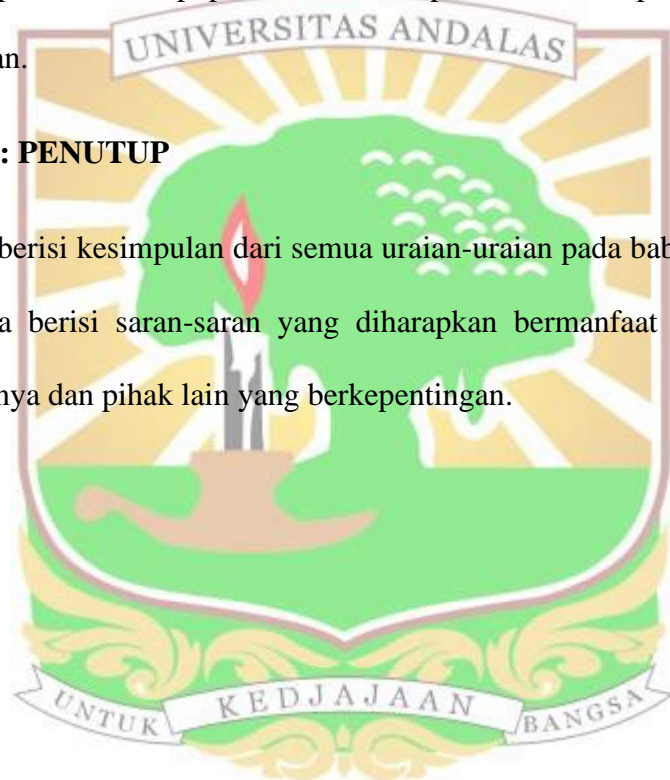 UNIVERSITAS ANDALAS
an.
: PENUTUP
berisi kesimpulan dari semua uraian-uraian pada bab
a berisi saran-saran yang diharapkan bermanfaat
nya dan pihak lain yang berkepentingan.
UNTUK KEDJAJAAN BANGSA